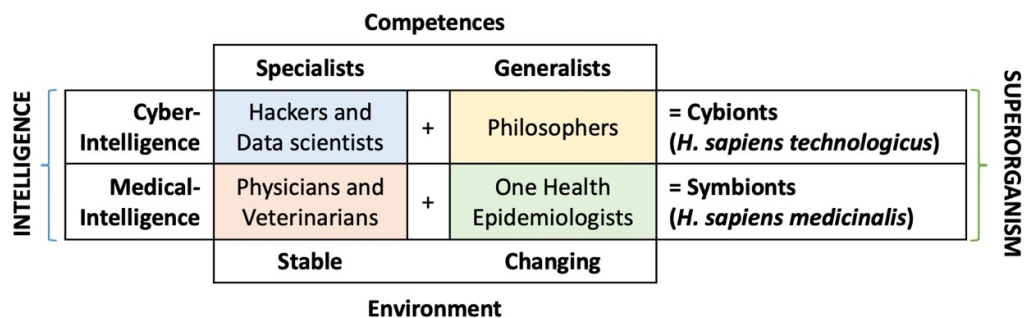 Competences
Specialists Generalists
INTELLIGENCE
Cyber-
Intelligence
Hackers and
Data scientists
+
Philosophers
= Cybionts
(H. sapiens technologicus)
Medical-
Intelligence
Physicians and
Veterinarians
+
One Health
Epidemiologists
= Symbionts
(H. sapiens medicinalis)
SUPERORGANISM
Stable Changing
Environment